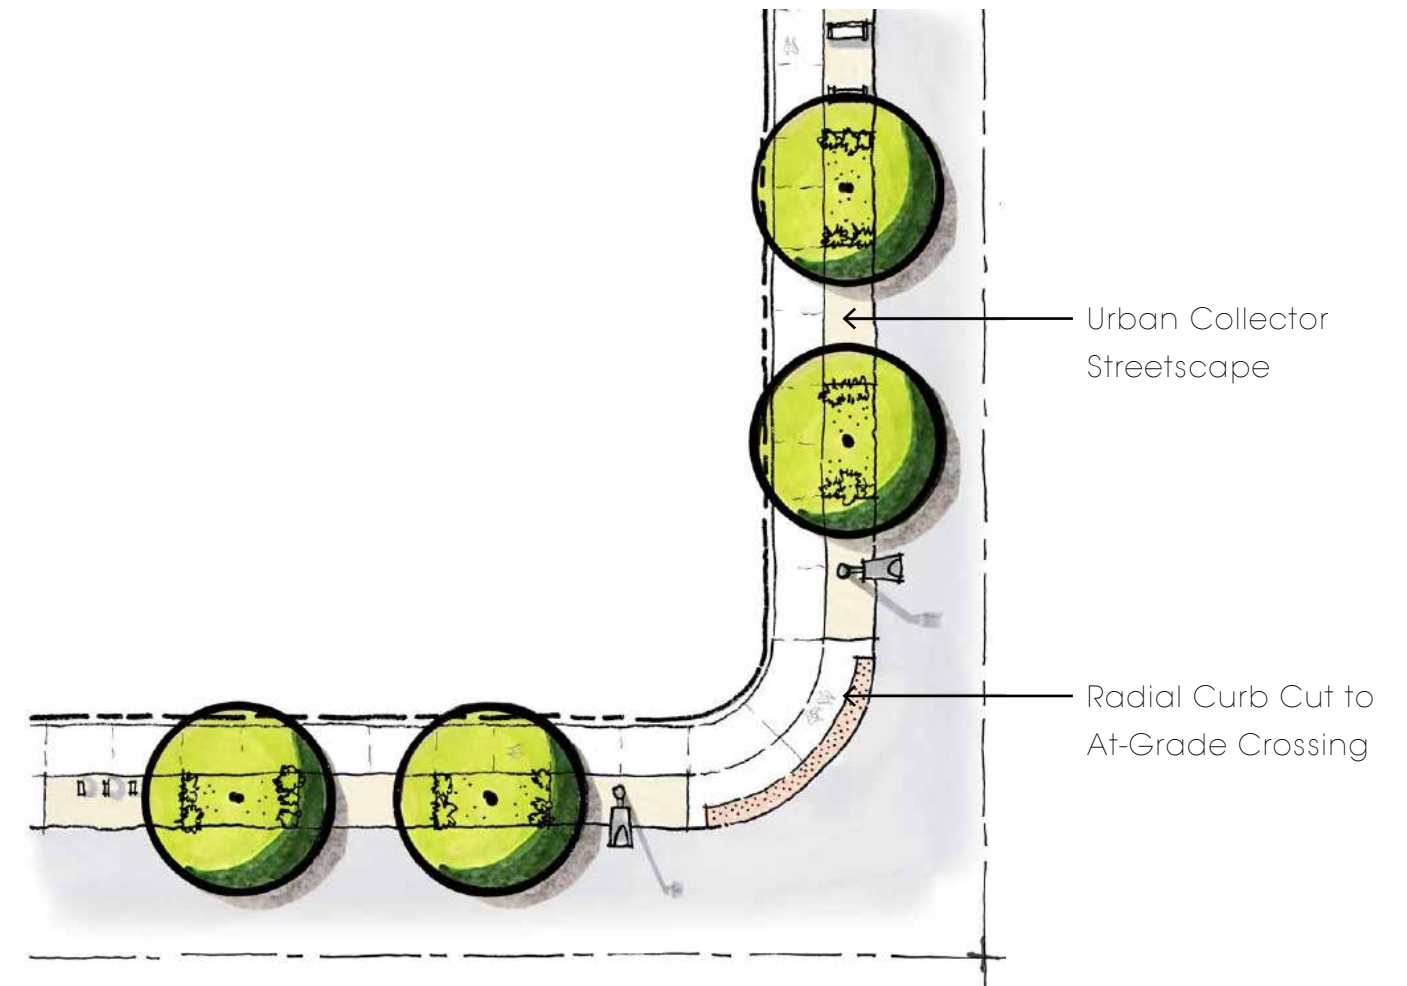 Urban Collector
Streetscape
Radial Curb Cut to
At-Grade Crossing